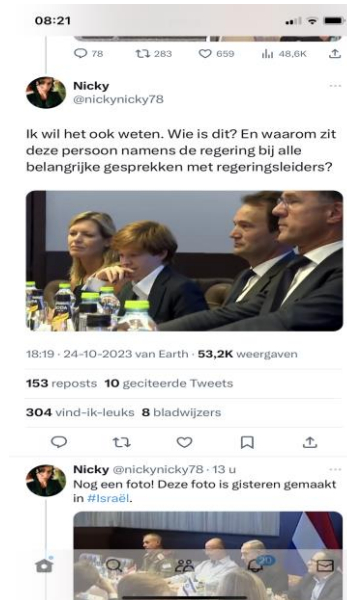 08:21
78 283 659 48,6K
Nicky
@nickynicky78
Ik wil het ook weten. Wie is dit? En waarom zit
deze persoon namens de regering bij alle
belangrijke gesprekken met regeringsleiders?
18:19 · 24-10-2023 van Earth · 53,2K weergaven
153 reposts 10 geciteerde Tweets
304 vind-ik-leuks 8 bladwijzers
Nicky @nickynicky78 · 13 u
Nog een foto! Deze foto is gisteren gemaakt
in #Israël.
20